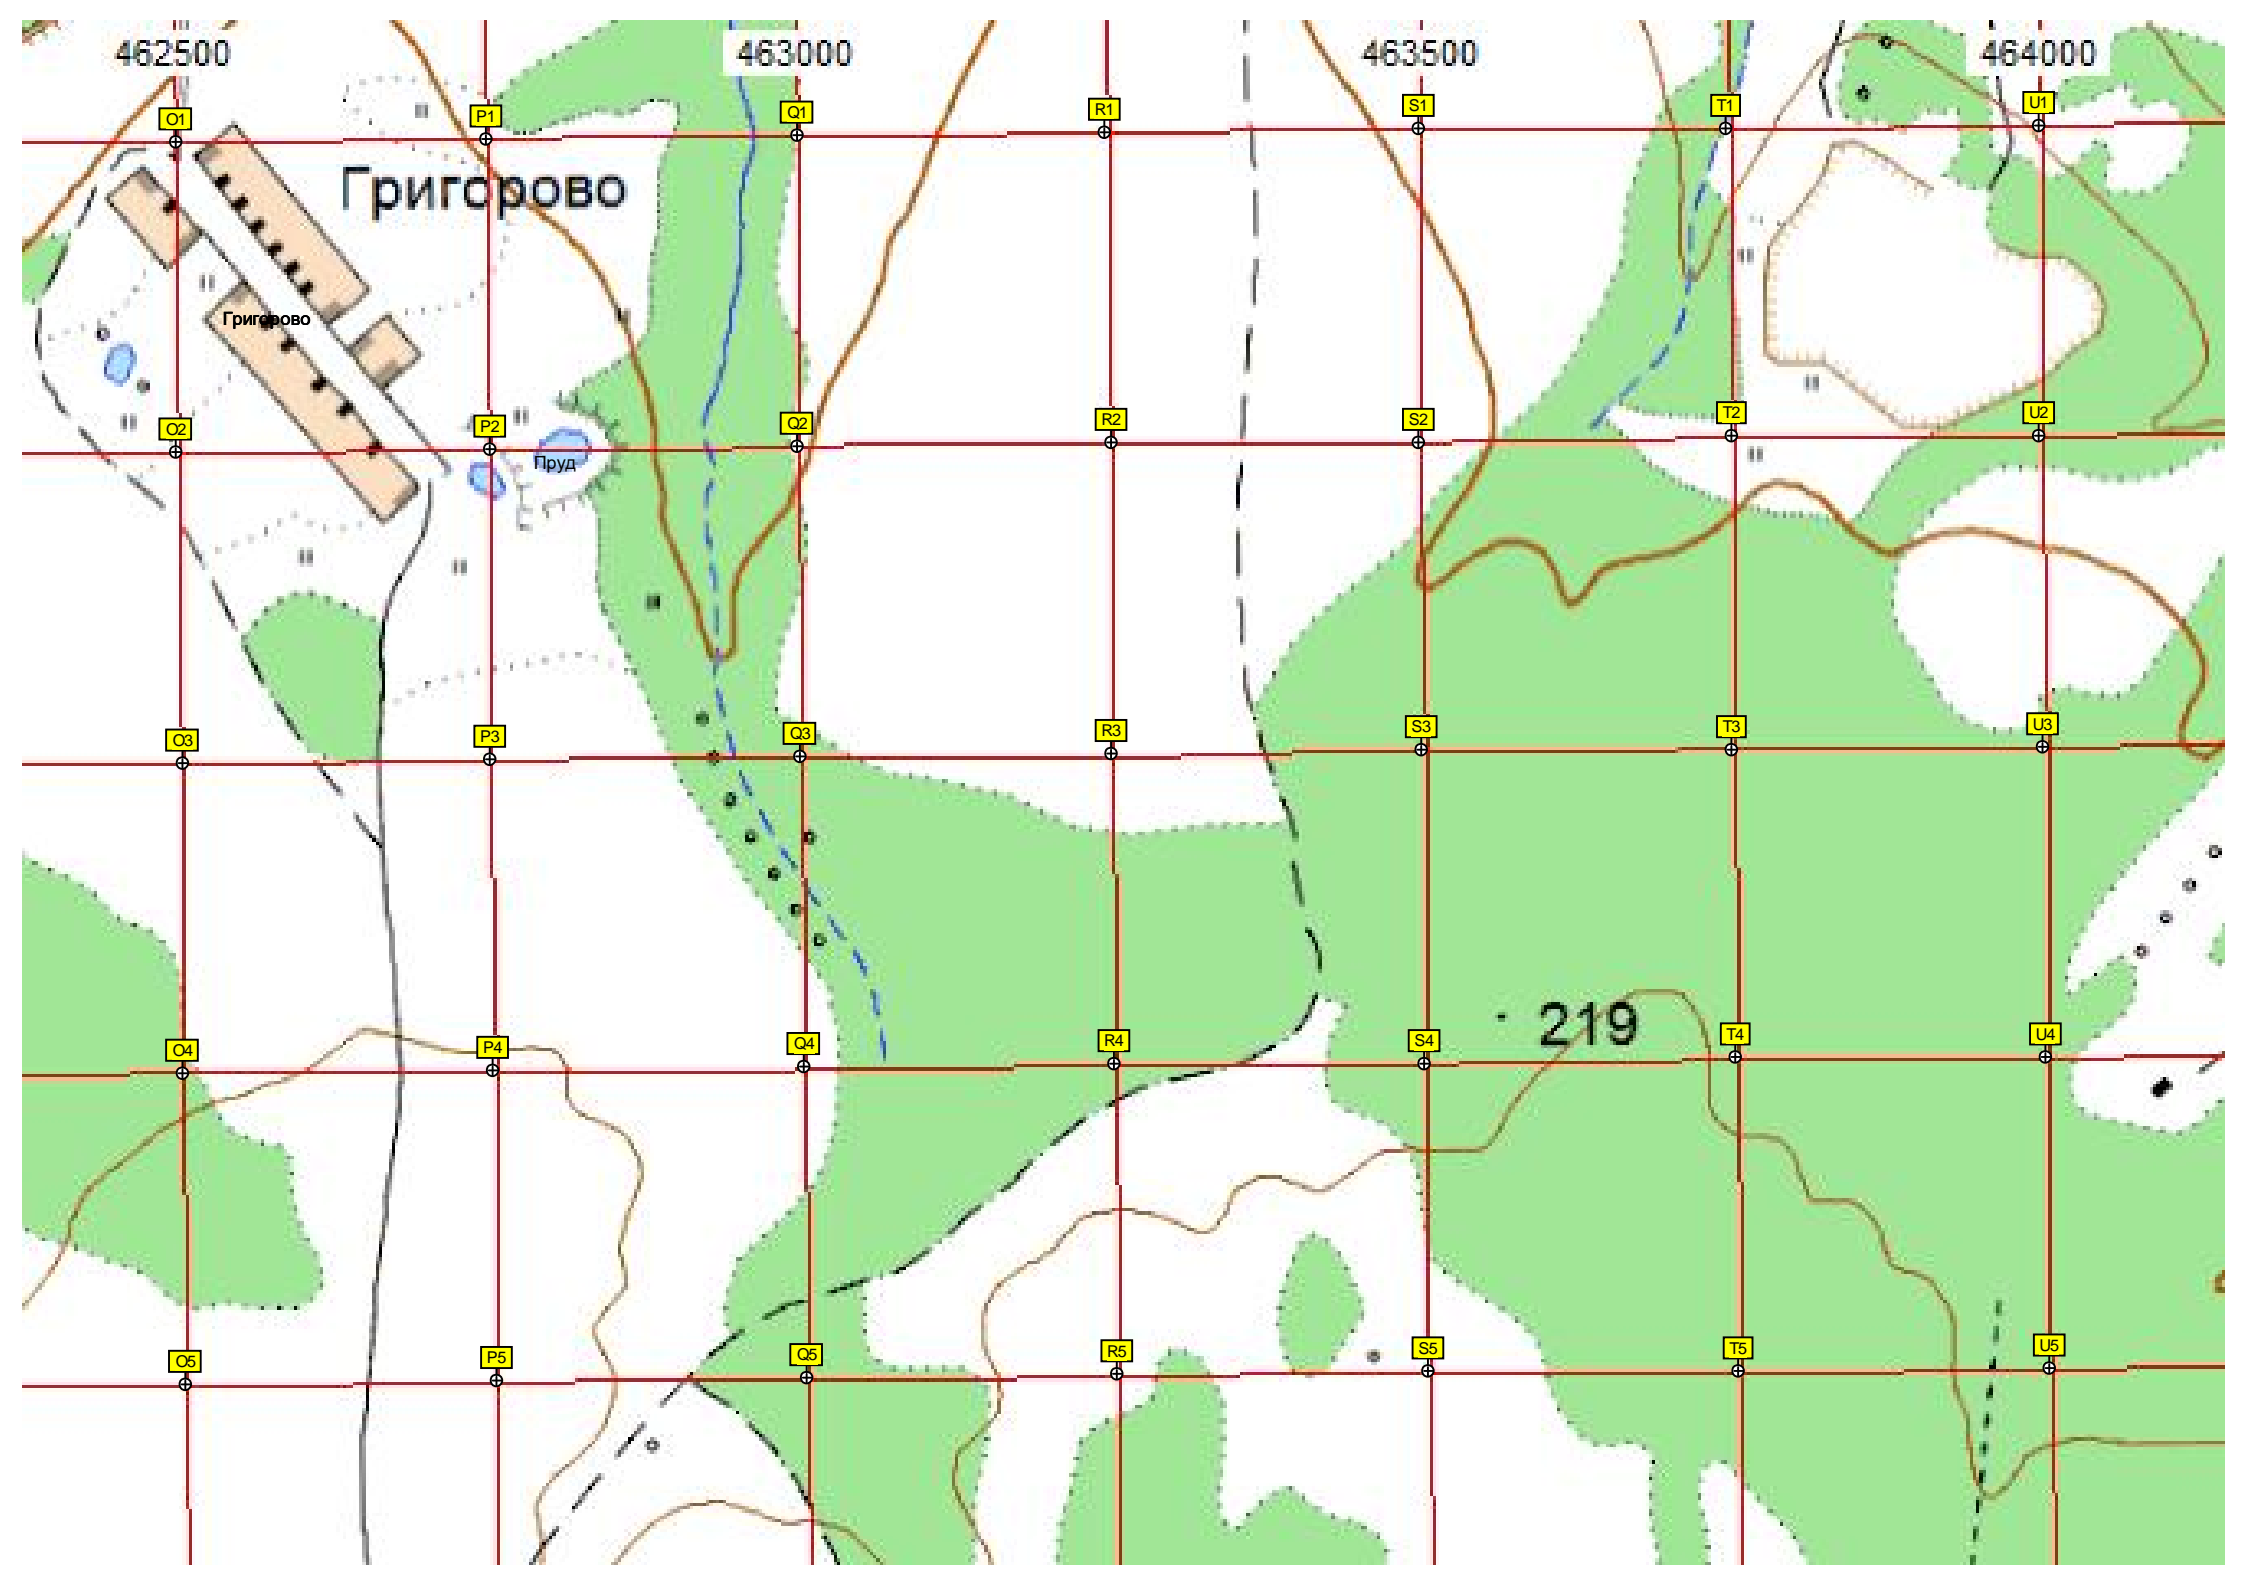 462500 463000 463500 464000
O1 P1 Q1 R1 S1 T1 U1
Григорово
Григорово
O2 P2 Q2 R2 S2 T2 U2
Пруд
O3 P3 Q3 R3 S3 T3 U3
219
O4 P4 Q4 R4 S4 T4 U4
O5 P5 Q5 R5 S5 T5 U5